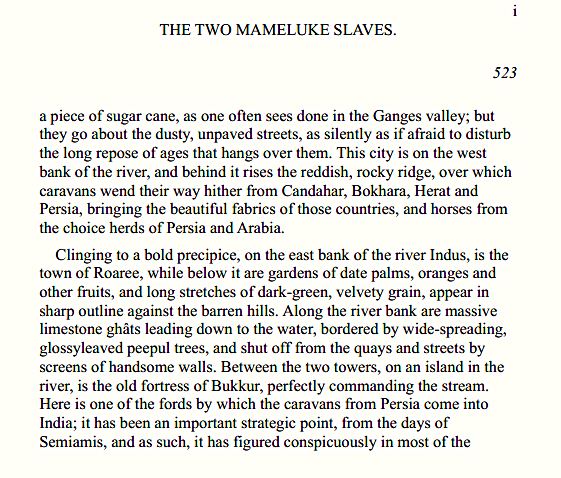 i
THE TWO MAMELUKE SLAVES.
523
a piece of sugar cane, as one often sees done in the Ganges valley; but
they go about the dusty, unpaved streets, as silently as if afraid to disturb
the long repose of ages that hangs over them. This city is on the west
bank of the river, and behind it rises the reddish, rocky ridge, over which
caravans wend their way hither from Candahar, Bokhara, Herat and
Persia, bringing the beautiful fabrics of those countries, and horses from
the choice herds of Persia and Arabia.
Clinging to a bold precipice, on the east bank of the river Indus, is the
town of Roaree, while below it are gardens of date palms, oranges and
other fruits, and long stretches of dark-green, velvety grain, appear in
sharp outline against the barren hills. Along the river bank are massive
limestone ghâts leading down to the water, bordered by wide-spreading,
glossyleaved peepul trees, and shut off from the quays and streets by
screens of handsome walls. Between the two towers, on an island in the
river, is the old fortress of Bukkur, perfectly commanding the stream.
Here is one of the fords by which the caravans from Persia come into
India; it has been an important strategic point, from the days of
Semiamis, and as such, it has figured conspicuously in most of the